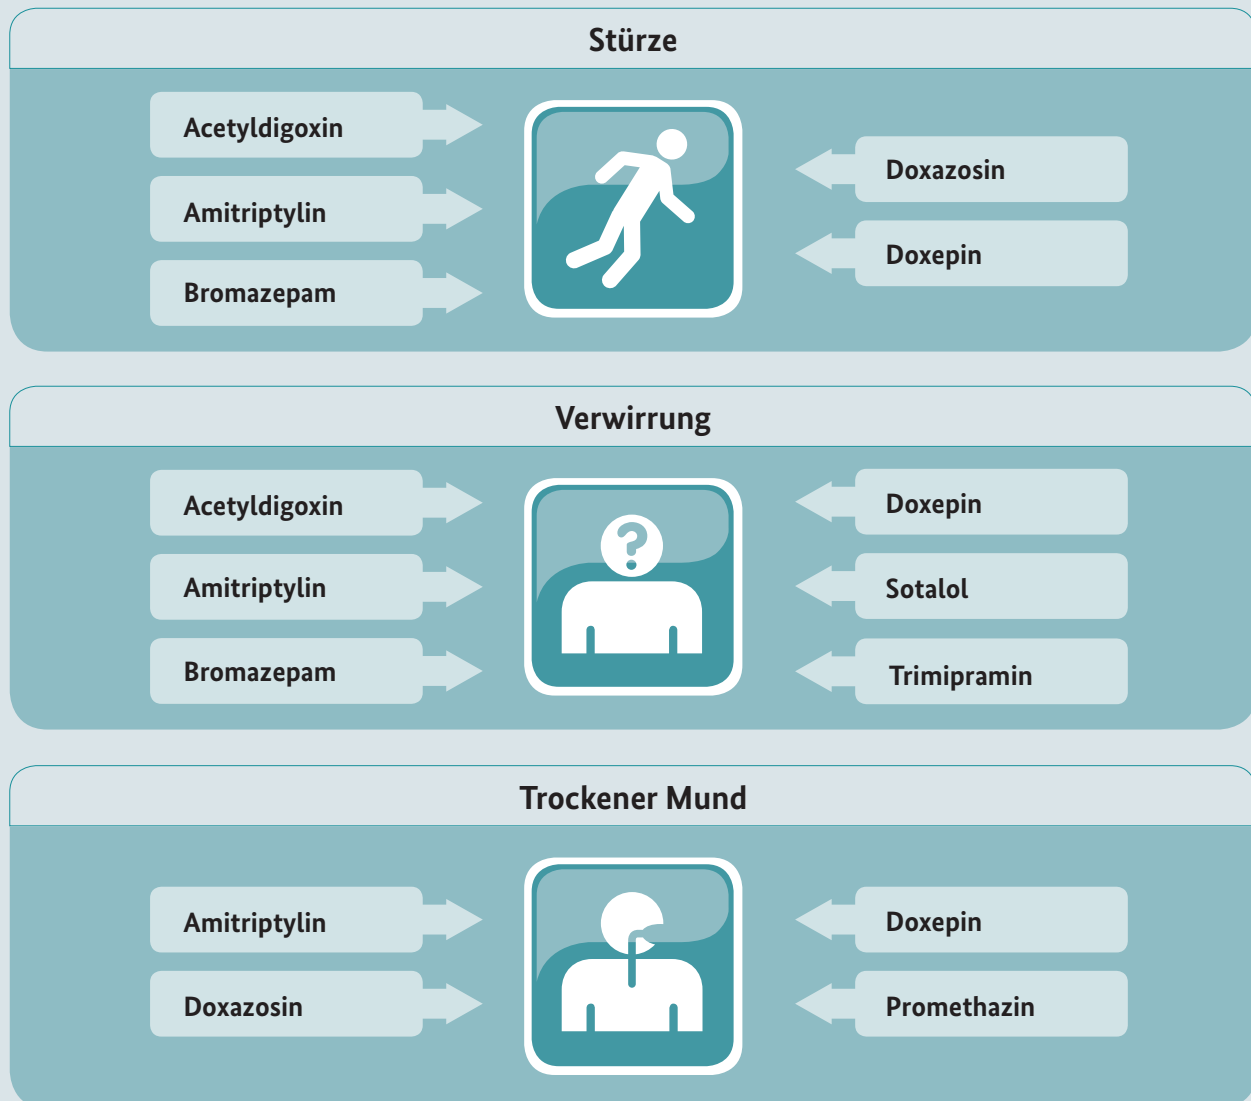 Stürze
Acetyldigoxin
Amitriptylin
Bromazepam
Doxazosin
Doxepin
Verwirrung
Acetyldigoxin
Amitriptylin
Bromazepam
?
Doxepin
Sotalol
Trimipramin
Trockener Mund
Amitriptylin
Doxazosin
Doxepin
Promethazin